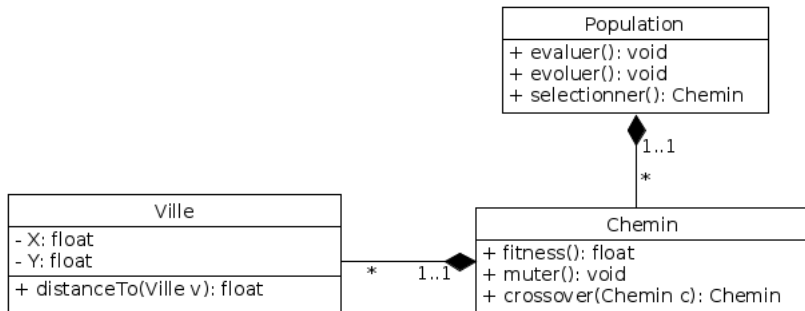 Population
+ evaluer(): void
+ evoluer(): void
+ selectionner(): Chemin
1..1
*
Ville
- X: float
- Y: float
+ distanceTo(Ville v): float
*
1..1
Chemin
+ fitness(): float
+ muter(): void
+ crossover(Chemin c): Chemin